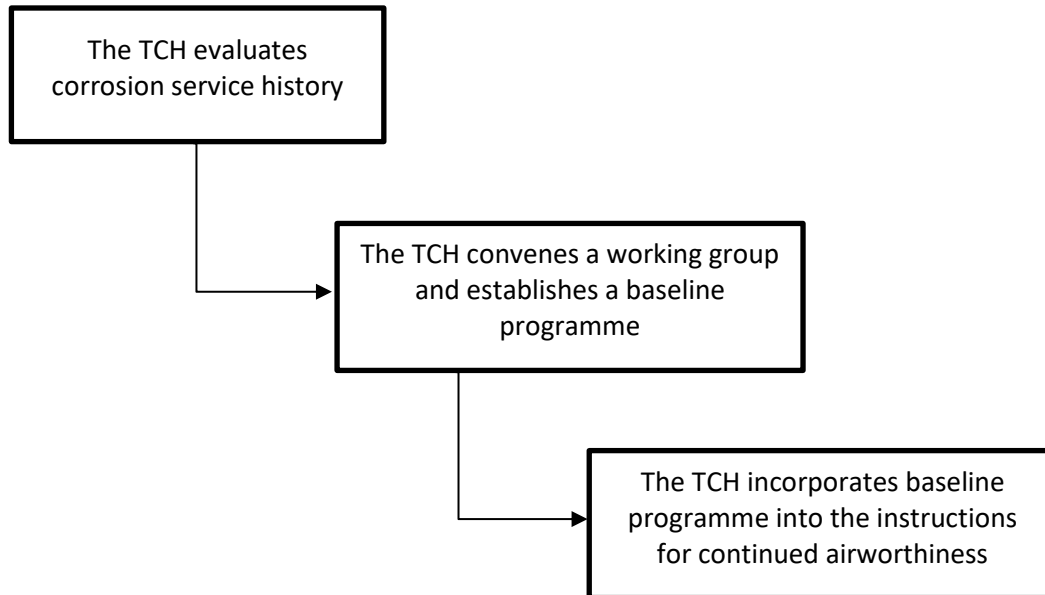 The TCH evaluates
corrosion service history
The TCH convenes a working group
and establishes a baseline
programme
The TCH incorporates baseline
programme into the instructions
for continued airworthiness